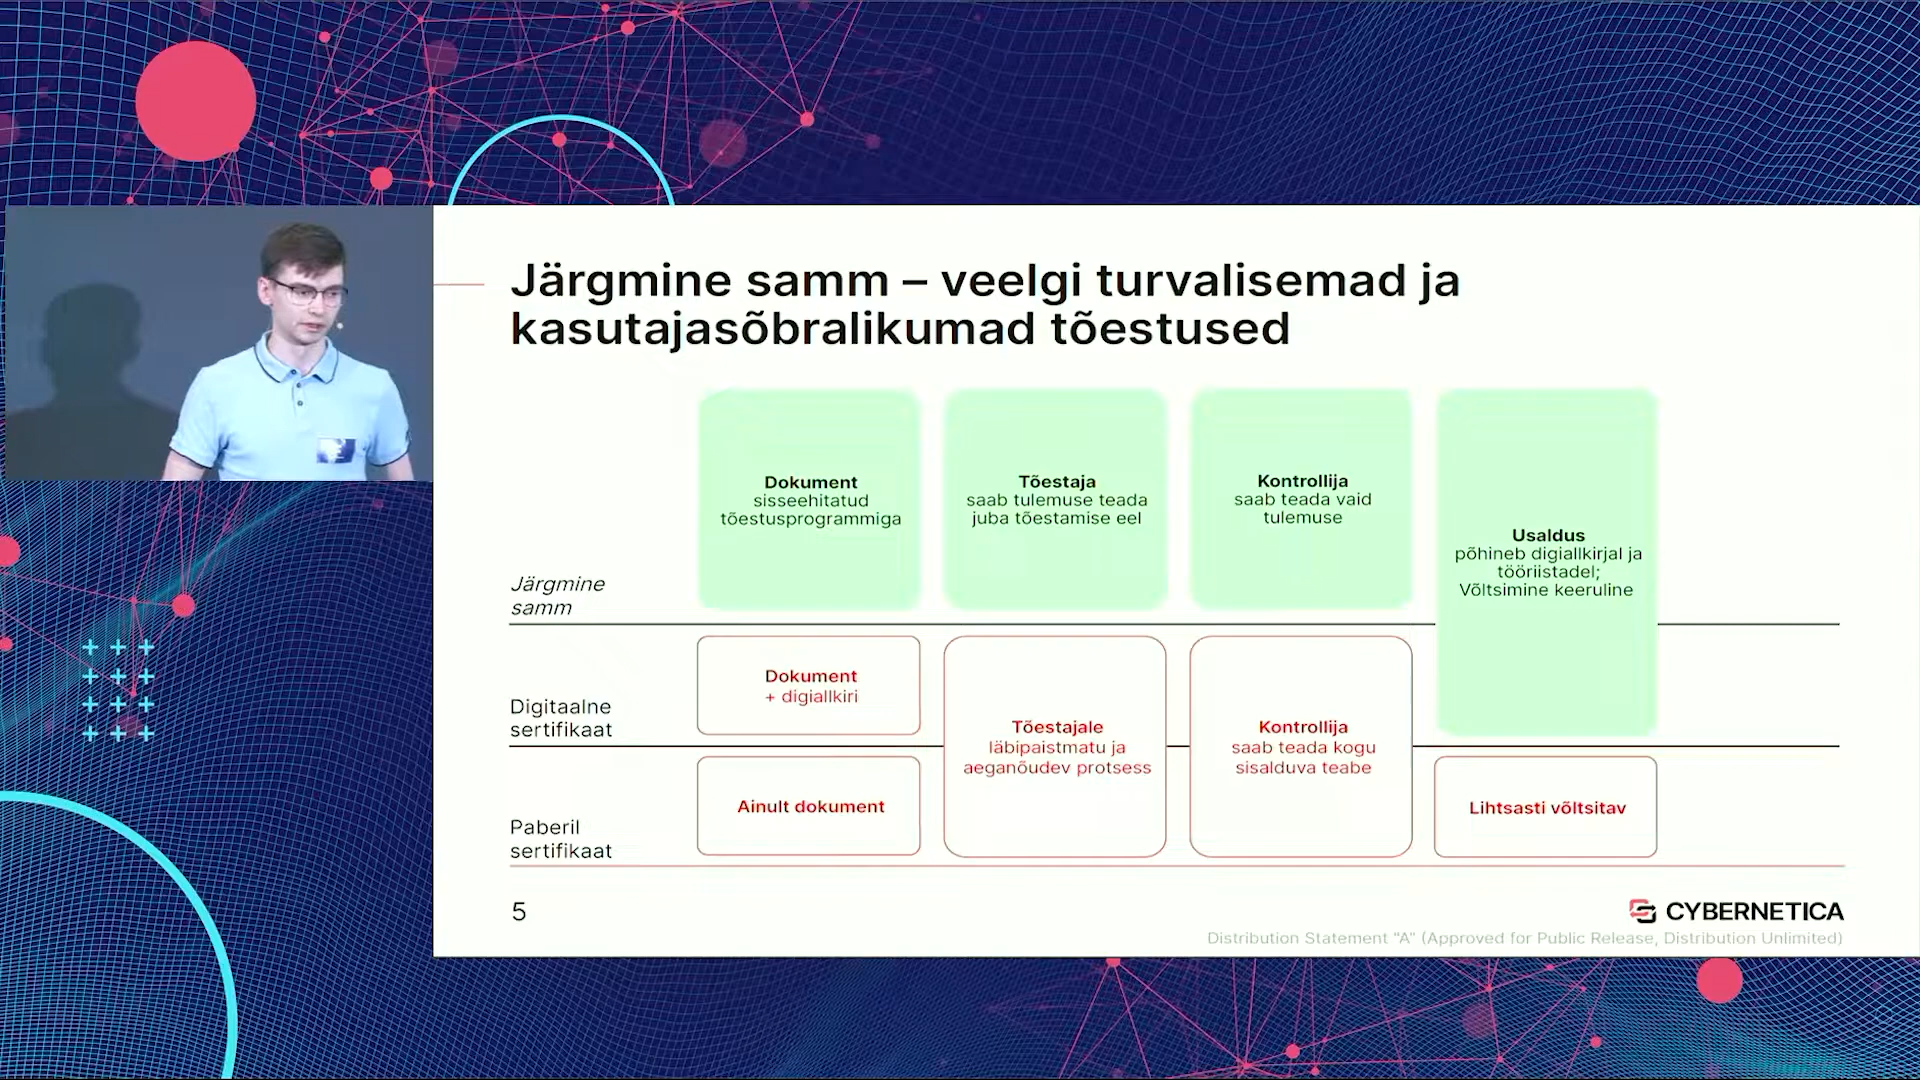 Järgmine samm – veelgi turvalisemad ja
kasutajasõbralikumad tõestused
Dokument
sisseehitatud
tõestusprogrammiga
Tõestaja
saab tulemuse teada
juba tõestamise eel
Kontrollija
saab teada vaid
tulemuse
Usaldus
põhineb digiallkirjal ja
tööriistadel;
Võltsimine keeruline
Järgmine
samm
Dokument
+ digiallkiri
Digitaalne
sertifikaat
Tõestajale
läbipaistmatu ja
aeganõudev protsess
Kontrollija
saab teada kogu
sisalduva teabe
Ainult dokument
Lihtsasti võltsitav
Paberil
sertifikaat
5
CYBERNETICA
Distribution Statement "A" (Approved for Public Release, Distribution Unlimited)